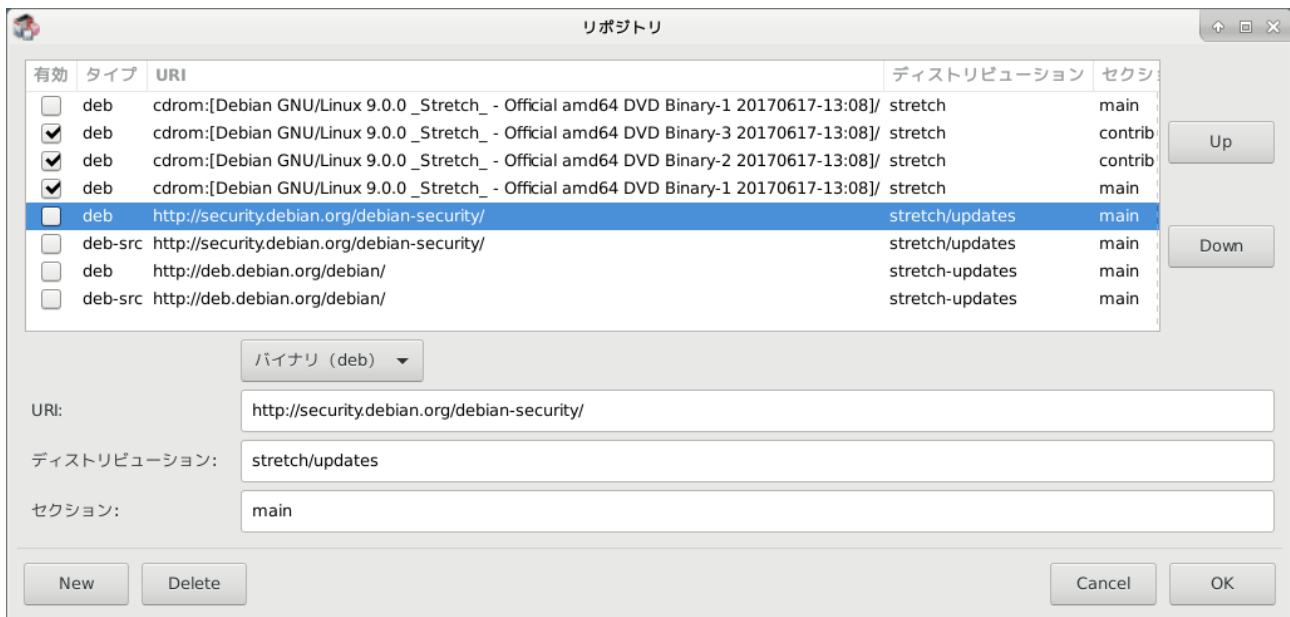 リポジトリ
有効 タイプ URI ディストリビューション セクシ
deb cdrom:[Debian GNU/Linux 9.0.0 _Stretch_ - Official amd64 DVD Binary-1 20170617-13:08]/ stretch main
deb cdrom:[Debian GNU/Linux 9.0.0 _Stretch_ - Official amd64 DVD Binary-3 20170617-13:08]/ stretch contrib
deb cdrom:[Debian GNU/Linux 9.0.0 _Stretch_ - Official amd64 DVD Binary-2 20170617-13:08]/ stretch contrib
deb cdrom:[Debian GNU/Linux 9.0.0 _Stretch_ - Official amd64 DVD Binary-1 20170617-13:08]/ stretch main
deb http://security.debian.org/debian-security/ stretch/updates main
deb-src http://security.debian.org/debian-security/ stretch/updates main
deb http://deb.debian.org/debian/ stretch-updates main
deb-src http://deb.debian.org/debian/ stretch-updates main
Up
Down
バイナリ (deb)
URI: http://security.debian.org/debian-security/
ディストリビューション: stretch/updates
セクション: main
New Delete Cancel OK